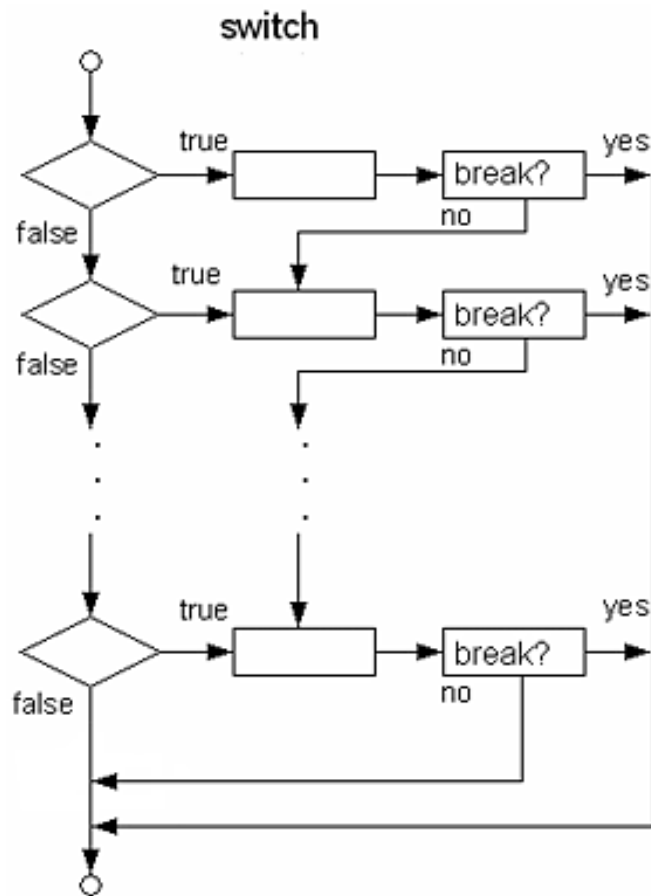 switch
true
yes
break?
no
false
true
yes
break?
no
false
true
yes
break?
no
false